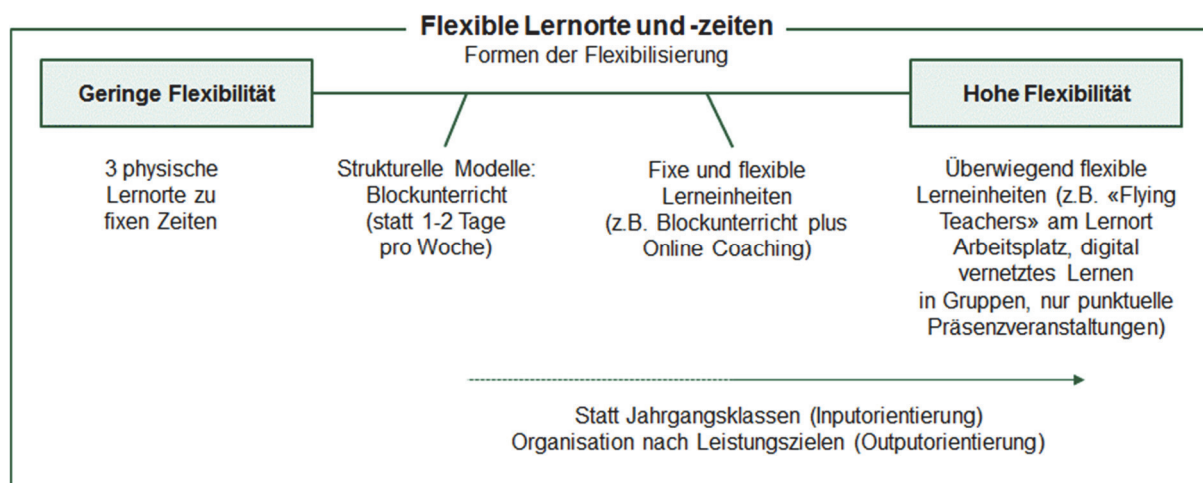 Flexible Lernorte und -zeiten
Formen der Flexibilisierung
Geringe Flexibilität
Hohe Flexibilität
3 physische
Lernorte zu
fixen Zeiten
Strukturelle Modelle:
Blockunterricht
(statt 1-2 Tage
pro Woche)
Fixe und flexible
Lerneinheiten
(z.B. Blockunterricht plus
Online Coaching)
Überwiegend flexible
Lerneinheiten (z.B. «Flying
Teachers» am Lernort
Arbeitsplatz, digital
vernetztes Lernen
in Gruppen, nur punktuelle
Präsenzveranstaltungen)
Statt Jahrgangsklassen (Inputorientierung)
Organisation nach Leistungszielen (Outputorientierung)